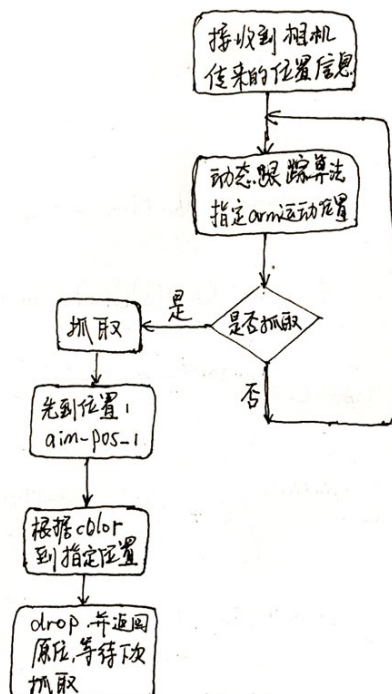 接收到相机
传来的位置信息
动态跟踪算法
指定arm运动位置
是否抓取
是
否
抓取
先到位置1
aim-pos-1
根据color
到指定位置
drop.并返回
原位,等待下次
抓取